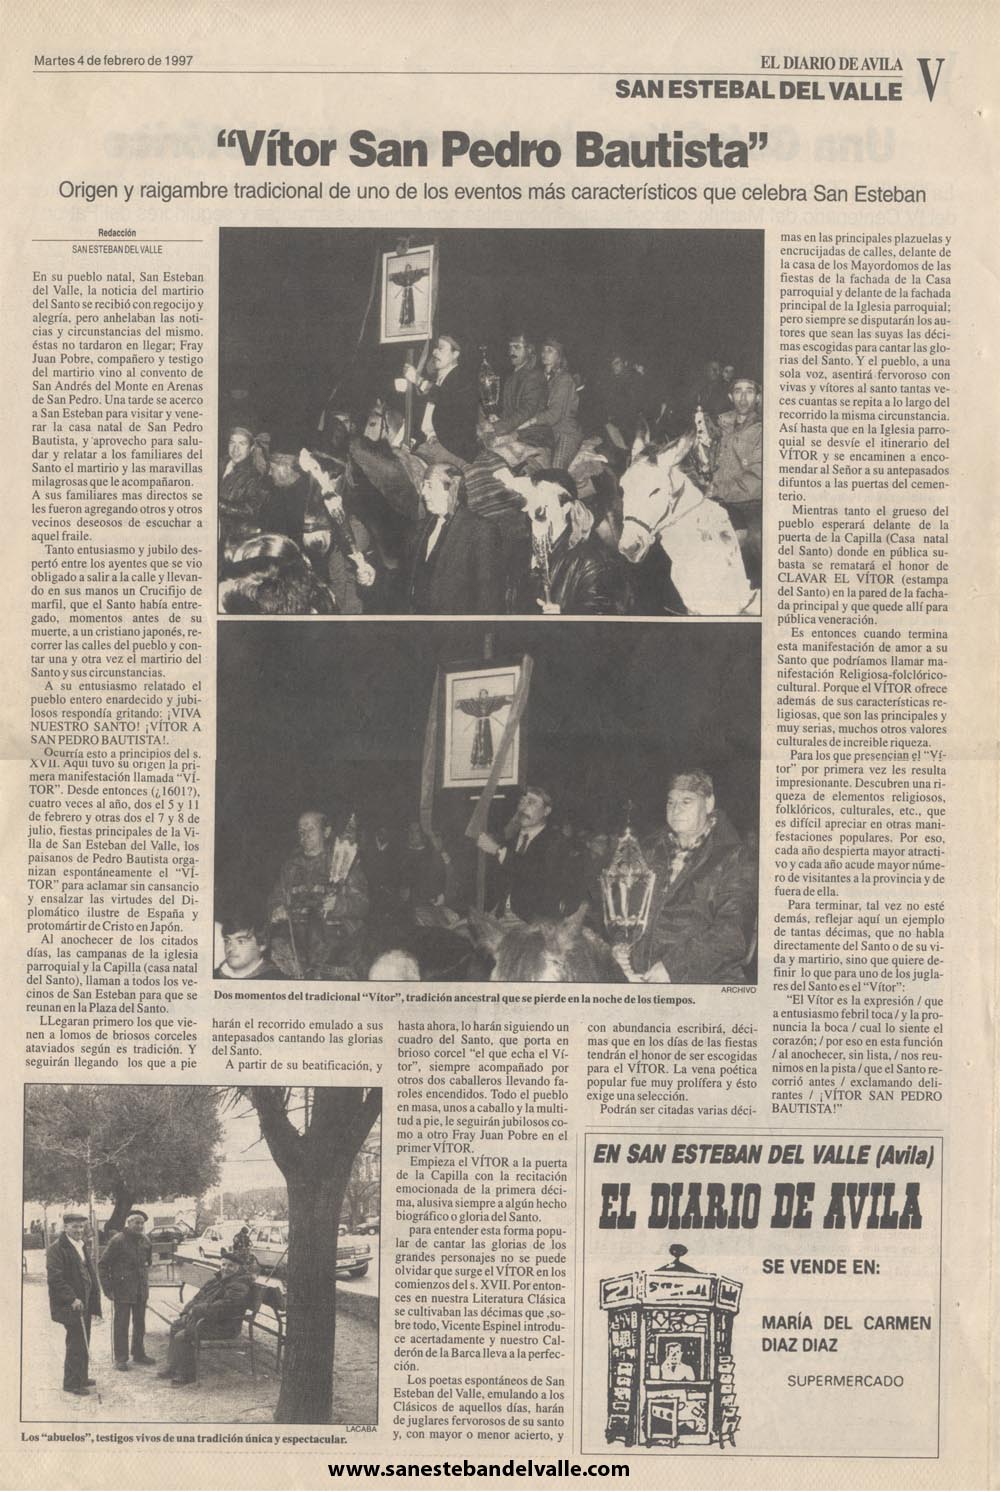 Martes 4 de febrero de 1997
EL DIARIO DE AVILA
SAN ESTEBAL DEL VALLE
V
“Vítor San Pedro Bautista”
Origen y raigambre tradicional de uno de los eventos más característicos que celebra San Esteban
Redacción
SAN ESTEBAN DEL VALLE
En su pueblo natal, San Esteban
del Valle, la noticia del martirio
del Santo se recibió con regocijo y
alegría, pero anhelaban las noti-
cias y circunstancias del mismo.
éstas no tardaron en llegar; Fray
Juan Pobre, compañero y testigo
del martirio vino al convento de
San Andrés del Monte en Arenas
de San Pedro. Una tarde se acerco
a San Esteban para visitar y vene-
rar la casa natal de San Pedro
Bautista, y aprovecho para salu-
dar y relatar a los familiares del
Santo el martirio y las maravillas
milagrosas que le acompañaron.
A sus familiares mas directos se
les fueron agregando otros y otros
vecinos deseosos de escuchar a
aquel fraile.
Tanto entusiasmo y jubilo des-
pertó entre los ayentes que se vio
obligado a salir a la calle y llevan-
do en sus manos un Crucifijo de
marfil, que el Santo había entre-
gado, momentos antes de su
muerte, a un cristiano japonés, re-
correr las calles del pueblo y con-
tar una y otra vez el martirio del
Santo y sus circunstancias.
A su entusiasmo relatado el
pueblo entero enardecido y jubi-
losos respondía gritando: ¡VIVA
NUESTRO SANTO! ¡VÍTOR A
SAN PEDRO BAUTISTA!.
Ocurría esto a principios del s.
XVII. Aquí tuvo su origen la pri-
mera manifestación llamada “VÍ-
TOR”. Desde entonces (¿1601?),
cuatro veces al año, dos el 5 y 11
de febrero y otras dos el 7 y 8 de
julio, fiestas principales de la Vi-
lla de San Esteban del Valle, los
paisanos de Pedro Bautista orga-
nizan espontáneamente el “VÍ-
TOR” para aclamar sin cansancio
y ensalzar las virtudes del Di-
plomático ilustre de España y
protomártir de Cristo en Japón.
Al anochecer de los citados
días, las campanas de la iglesia
parroquial y la Capilla (casa natal
del Santo), llaman a todos los ve-
cinos de San Esteban para que se
reunan en la Plaza del Santo.
LLegaran primero los que vie-
nen a lomos de briosos corceles
ataviados según es tradición. Y
seguirán llegando los que a pie
ARCHIVO
Dos momentos del tradicional “Vítor”, tradición ancestral que se pierde en la noche de los tiempos.
harán el recorrido emulado a sus
antepasados cantando las glorias
del Santo.
A partir de su beatificación, y
LACABA
Los “abuelos”, testigos vivos de una tradición única y espectacular.
hasta ahora, lo harán siguiendo un
cuadro del Santo, que porta en
brioso corcel “el que echa el Ví-
tor”, siempre acompañado por
otros dos caballeros llevando fa-
roles encendidos. Todo el pueblo
en masa, unos a caballo y la multi-
tud a pie, le seguirán jubilosos co-
mo a otro Fray Juan Pobre en el
primer VÍTOR.
Empieza el VÍTOR a la puerta
de la Capilla con la recitación
emocionada de la primera déci-
ma, alusiva siempre a algún hecho
biográfico o gloria del Santo.
para entender esta forma popu-
lar de cantar las glorias de los
grandes personajes no se puede
olvidar que surge el VÍTOR en los
comienzos del s. XVII. Por enton-
ces en nuestra Literatura Clásica
se cultivaban las décimas que ,so-
bre todo, Vicente Espinel introdu-
ce acertadamente y nuestro Cal-
derón de la Barca lleva a la perfec-
ción.
Los poetas espontáneos de San
Esteban del Valle, emulando a los
Clásicos de aquellos días, harán
de juglares fervorosos de su santo
y, con mayor o menor acierto, y
con abundancia escribirá, déci-
mas que en los días de las fiestas
tendrán el honor de ser escogidas
para el VÍTOR. La vena poética
popular fue muy prolífera y ésto
exige una selección.
Podrán ser citadas varias déci-
mas en las principales plazuelas y
encrucijadas de calles, delante de
la casa de los Mayordomos de las
fiestas de la fachada de la Casa
parroquial y delante de la fachada
principal de la Iglesia parroquial;
pero siempre se disputarán los au-
tores que sean las suyas las déci-
mas escogidas para cantar las glo-
rias del Santo. Y el pueblo, a una
sola voz, asentirá fervoroso con
vivas y vítores al santo tantas ve-
ces cuantas se repita a lo largo del
recorrido la misma circunstancia.
Así hasta que en la Iglesia parro-
quial se desvíe el itinerario del
VÍTOR y se encaminen a enco-
mendar al Señor a su antepasados
difuntos a las puertas del cemen-
terio.
Mientras tanto el grueso del
pueblo esperará delante de la
puerta de la Capilla (Casa natal
del Santo) donde en pública su-
basta se rematará el honor de
CLAVAR EL VÍTOR (estampa
del Santo) en la pared de la facha-
da principal y que quede allí para
pública veneración.
Es entonces cuando termina
esta manifestación de amor a su
Santo que podríamos llamar ma-
nifestación Religiosa-folclórico-
cultural. Porque el VÍTOR ofrece
además de sus características re-
ligiosas, que son las principales y
muy serias, muchos otros valores
culturales de increible riqueza.
Para los que presencian el “Ví-
tor” por primera vez les resulta
impresionante. Descubren una ri-
queza de elementos religiosos,
folklóricos, culturales, etc., que
es difícil apreciar en otras mani-
festaciones populares. Por eso,
cada año despierta mayor atracti-
vo y cada año acude mayor núme-
ro de visitantes a la provincia y de
fuera de ella.
Para terminar, tal vez no esté
demás, reflejar aquí un ejemplo
de tantas décimas, que no habla
directamente del Santo o de su vi-
da y martirio, sino que quiere de-
finir lo que para uno de los jugla-
res del Santo es el “Vítor”:
“El Vítor es la expresión / que
a entusiasmo febril toca / y la pro-
nuncia la boca / cual lo siente el
corazón; / por eso en esta función
/ al anochecer, sin lista, / nos reu-
nimos en la pista / que el Santo re-
corrió antes / exclamando deli-
rantes / ¡VÍTOR SAN PEDRO
BAUTISTA!”
EN SAN ESTEBAN DEL VALLE (Avila)
EL DIARIO DE AVILA
SE VENDE EN:
MARÍA DEL CARMEN
DIAZ DIAZ
SUPERMERCADO
www.sanestebandelvalle.com